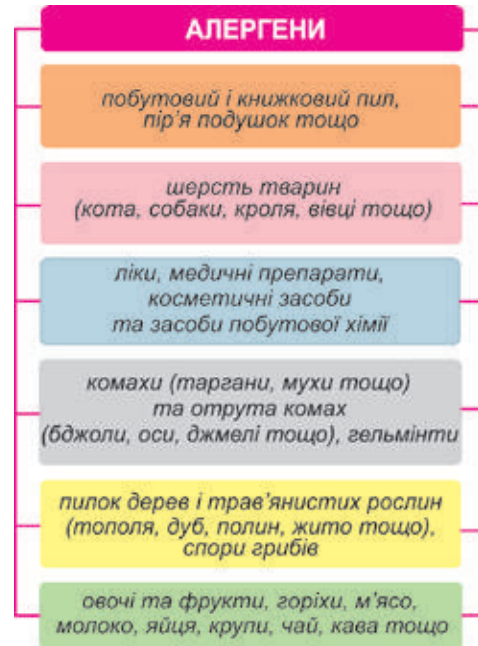 АЛЕРГЕНИ
побутовий і книжковий пил,
пір'я подушок тощо
шерсть тварин
(кота, собаки, кроля, вівці тощо)
ліки, медичні препарати,
косметичні засоби
та засоби побутової хімії
комахи (таргани, мухи тощо)
та отрута комах
(бджоли, оси, джмелі тощо), гельмінти
пилок дерев і трав'янистих рослин
(тополя, дуб, полин, жито тощо),
спори грибів
овочі та фрукти, горіхи, м'ясо,
молоко, яйця, крупи, чай, кава тощо